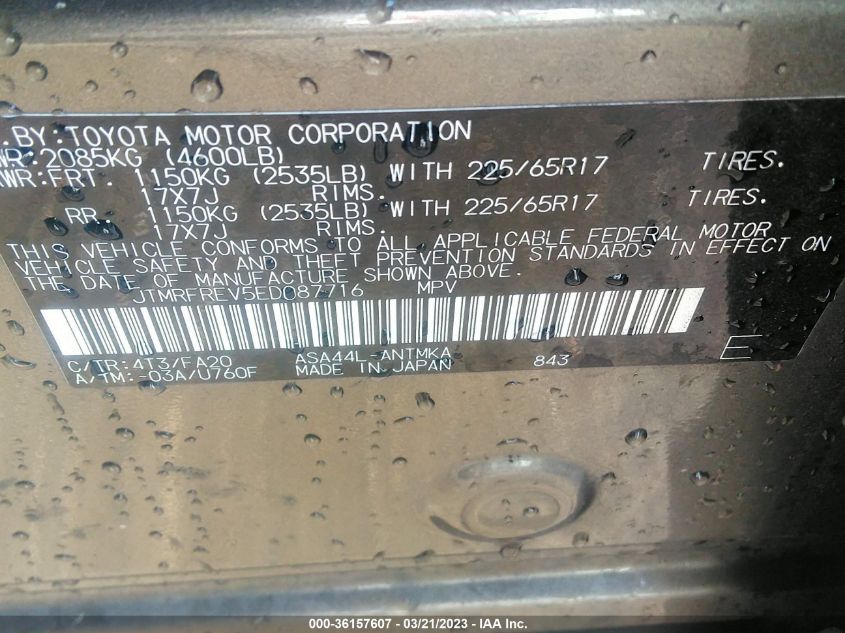 .BY:TOYOTA MOTOR CORPORATION
WR:2085KG (4600LB)
WR:FRT. 1150KG (2535LB) WITH 225/65R17 TIRES.
17X7J RIMS.
RR. 1150KG (2535LB) WITH 225/65R17 TIRES.
17X7J RIMS.
THIS VEHICLE CONFORMS TO ALL APPLICABLE FEDERAL MOTOR
VEHICLE SAFETY AND THEFT PREVENTION STANDARDS IN EFFECT ON
THE DATE OF MANUFACTURE SHOWN ABOVE.
JTMRFREV5ED087716 MPV
C/TR:4T3/FA20 ASA44L-ANTMKA 843 E
A/TM:-03A/U760F MADE IN JAPAN
000-36157607 - 03/21/2023 - IAA Inc.